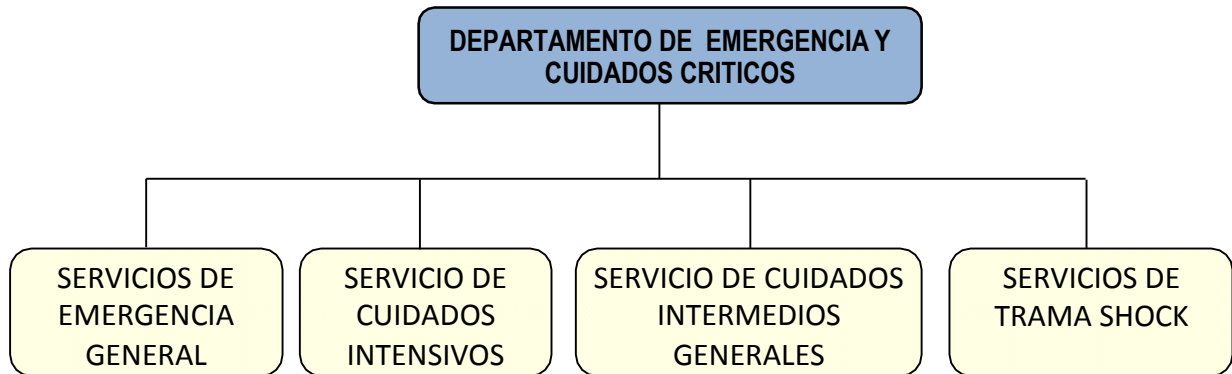 DEPARTAMENTO DE EMERGENCIA Y
CUIDADOS CRITICOS
SERVICIOS DE
EMERGENCIA
GENERAL
SERVICIO DE
CUIDADOS
INTENSIVOS
SERVICIO DE CUIDADOS
INTERMEDIOS
GENERALES
SERVICIOS DE
TRAMA SHOCK